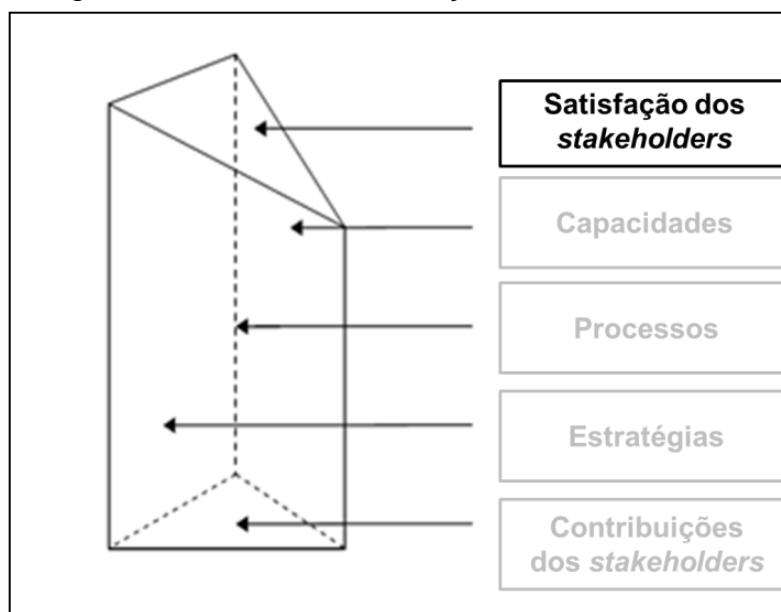 Satisfação dos
stakeholders
Capacidades
Processos
Estratégias
Contribuições
dos stakeholders